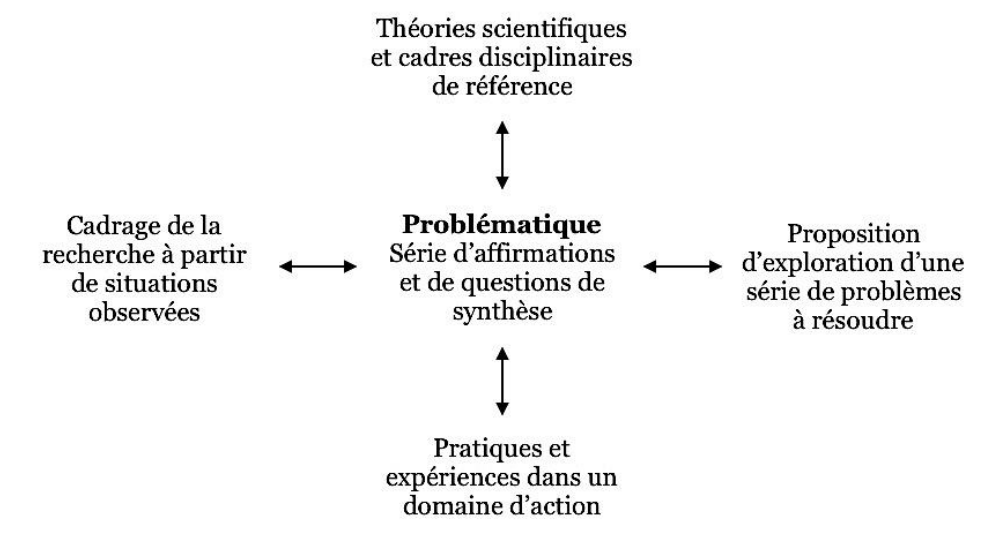 Théories scientifiques
et cadres disciplinaires
de référence
Cadrage de la
recherche à partir
de situations
observées
Problématique
Série d’affirmations
et de questions de
synthèse
Proposition
d’exploration d’une
série de problèmes
à résoudre
Pratiques et
expériences dans un
domaine d’action